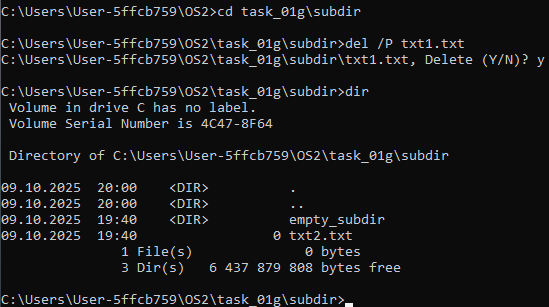 C:\Users\User-5ffcb759\OS2>cd task_01g\subdir
C:\Users\User-5ffcb759\OS2\task_01g\subdir>del /P txt1.txt
C:\Users\User-5ffcb759\OS2\task_01g\subdir\txt1.txt, Delete (Y/N)? y
C:\Users\User-5ffcb759\OS2\task_01g\subdir>dir
Volume in drive C has no label.
Volume Serial Number is 4C47-8F64
Directory of C:\Users\User-5ffcb759\OS2\task_01g\subdir
09.10.2025  20:00    <DIR>          .
09.10.2025  20:00    <DIR>          ..
09.10.2025  19:40    <DIR>          empty_subdir
09.10.2025  19:40                 0 txt2.txt
1 File(s)              0 bytes
3 Dir(s)   6 437 879 808 bytes free
C:\Users\User-5ffcb759\OS2\task_01g\subdir>